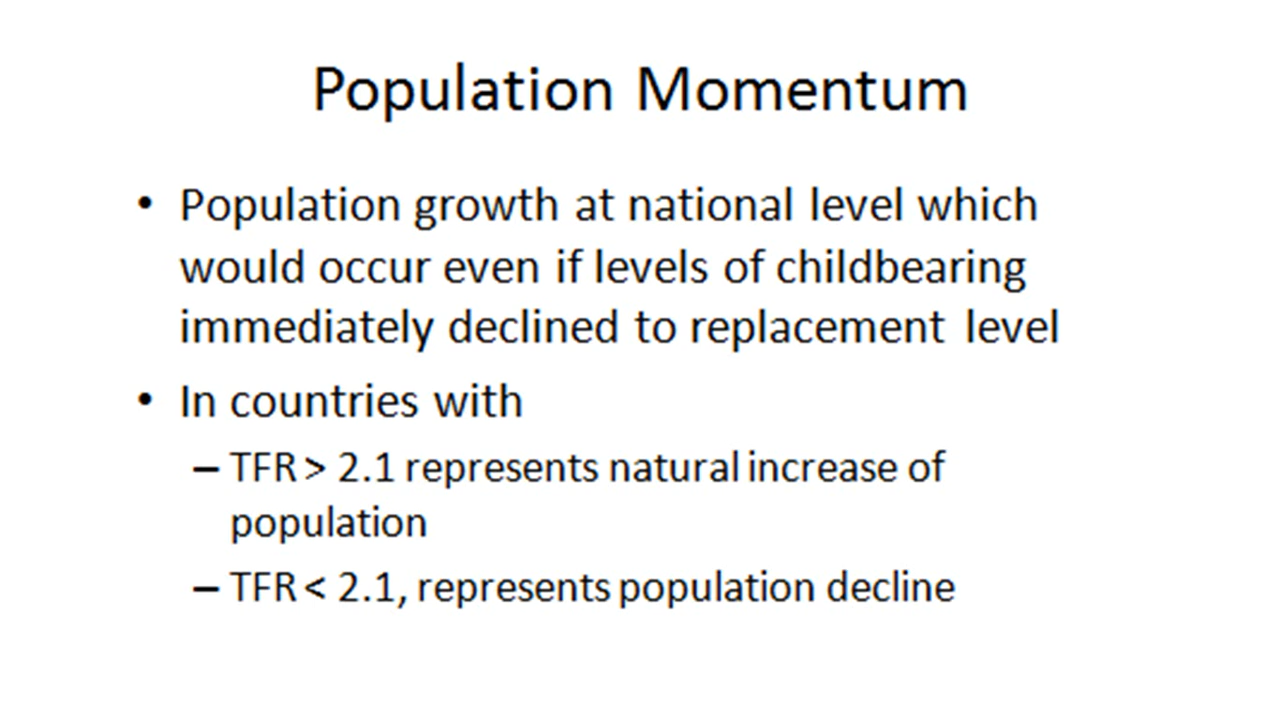 Population Momentum
• Population growth at national level which
would occur even if levels of childbearing
immediately declined to replacement level
• In countries with
– TFR > 2.1 represents natural increase of
population
– TFR < 2.1, represents population decline